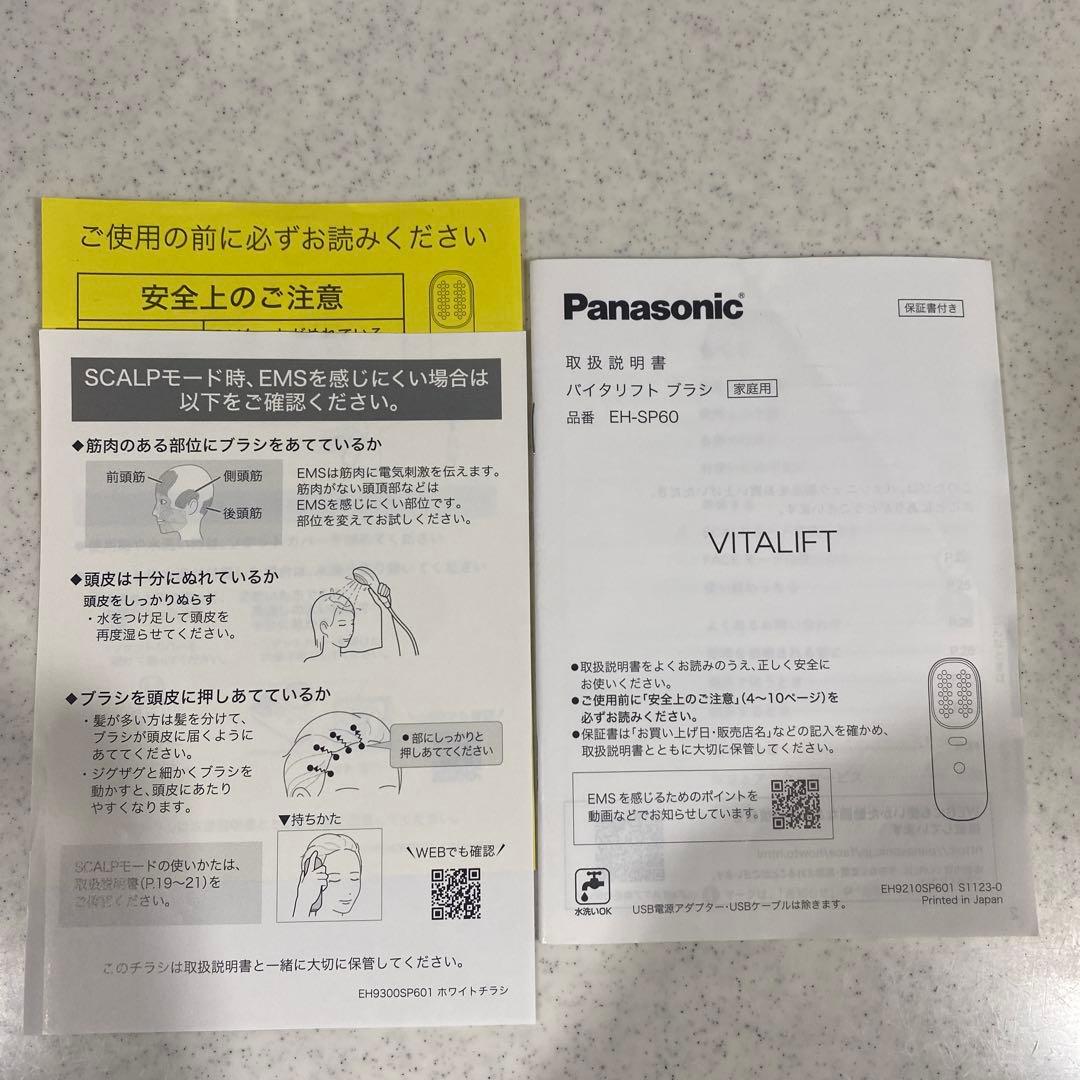 ご使用の前に必ずお読みください
安全上のご注意
SCALPモード時、EMSを感じにくい場合は
以下をご確認ください。
◆筋肉のある部位にブラシをあてているか
前頭筋
側頭筋
後頭筋
EMSは筋肉に電気刺激を伝えます。
筋肉がない頭頂部などは
EMSを感じにくい部位です。
部位を変えてお試しください。
◆頭皮は十分にぬれているか
頭皮をしっかりぬらす
・水をつけ足して頭皮を
再度湿らせてください。
◆ブラシを頭皮に押しあてているか
・髪が多い方は髪を分けて、
ブラシが頭皮に届くように
あててください。
・ジグザグと細かくブラシを
動かすと、頭皮にあたり
やすくなります。
●部にしっかりと
押しあててください
▼持ちかた
SCALPモードの使いかたは、
取扱説明書(P.19〜21)を
ご確認ください。
\WEBでも確認/
このチラシは取扱説明書と一緒に大切に保管してください。
EH9300SP601 ホワイトチラシ
Panasonic®
保証書付き
取扱説明書
バイタリフト ブラシ 家庭用
品番 EH-SP60
VITALIFT
●取扱説明書をよくお読みのうえ、正しく安全に
お使いください。
●ご使用前に「安全上のご注意」(4〜10ページ)を
必ずお読みください。
●保証書は「お買い上げ日・販売店名」などの記入を確かめ、
取扱説明書とともに大切に保管してください。
EMSを感じるためのポイントを
動画などでお知らせしています。
水洗いOK
USB電源アダプター・USBケーブルは除きます。
EH9210SP601 S1123-0
Printed in Japan